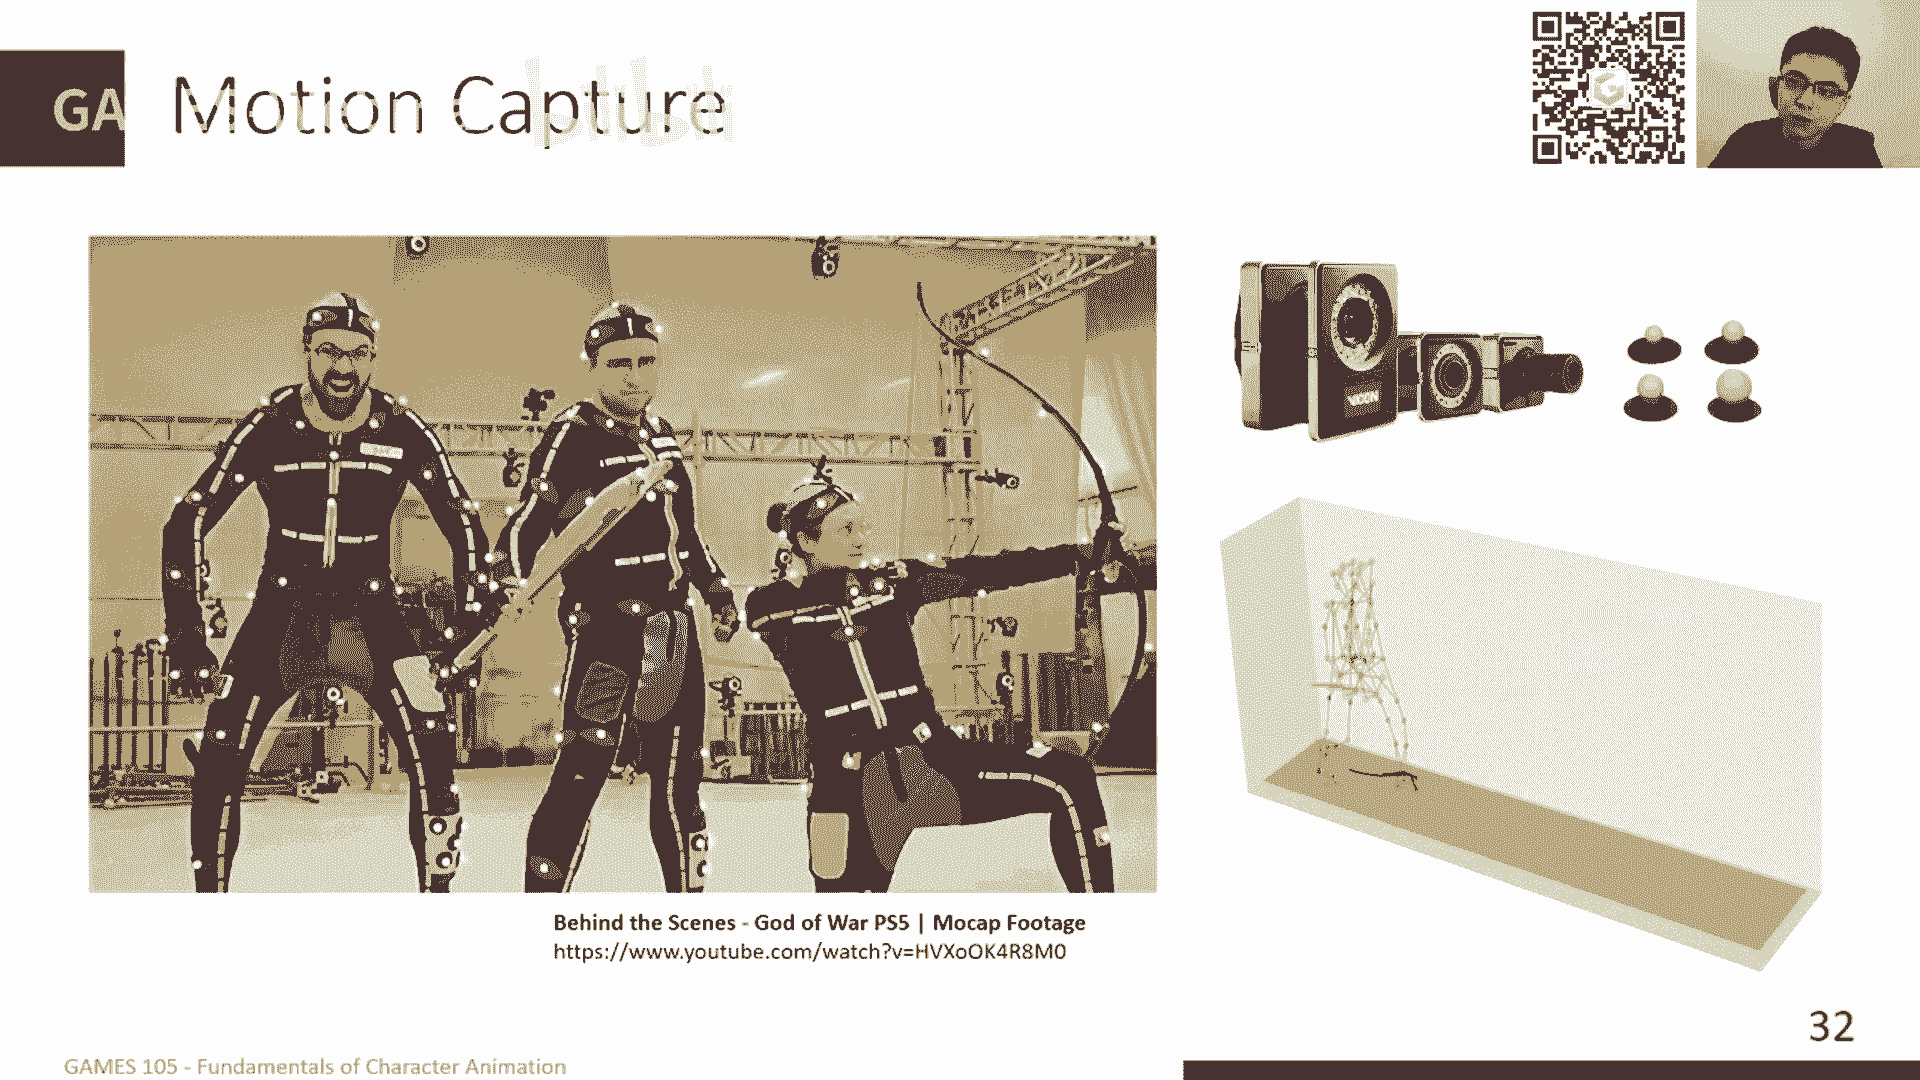 GA
Motion Capture
VICON
Behind the Scenes - God of War PS5 | Mocap Footage
https://www.youtube.com/watch?v=HVXoOK4R8M0
32
GAMES 105 - Fundamentals of Character Animation